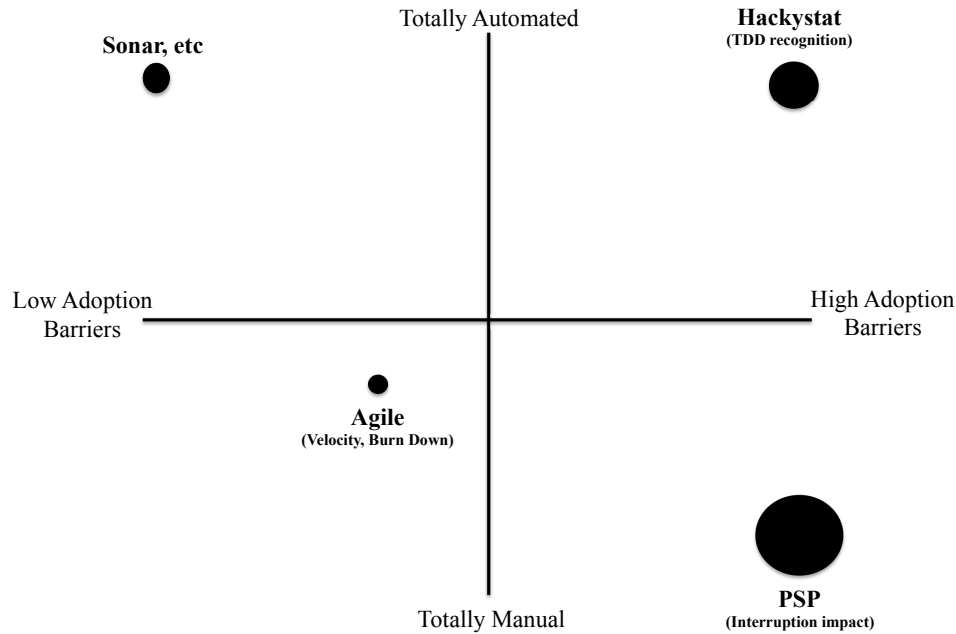 Totally Automated
Hackystat
(TDD recognition)
Sonar, etc
Low Adoption
Barriers
High Adoption
Barriers
Agile
(Velocity, Burn Down)
PSP
(Interruption impact)
Totally Manual